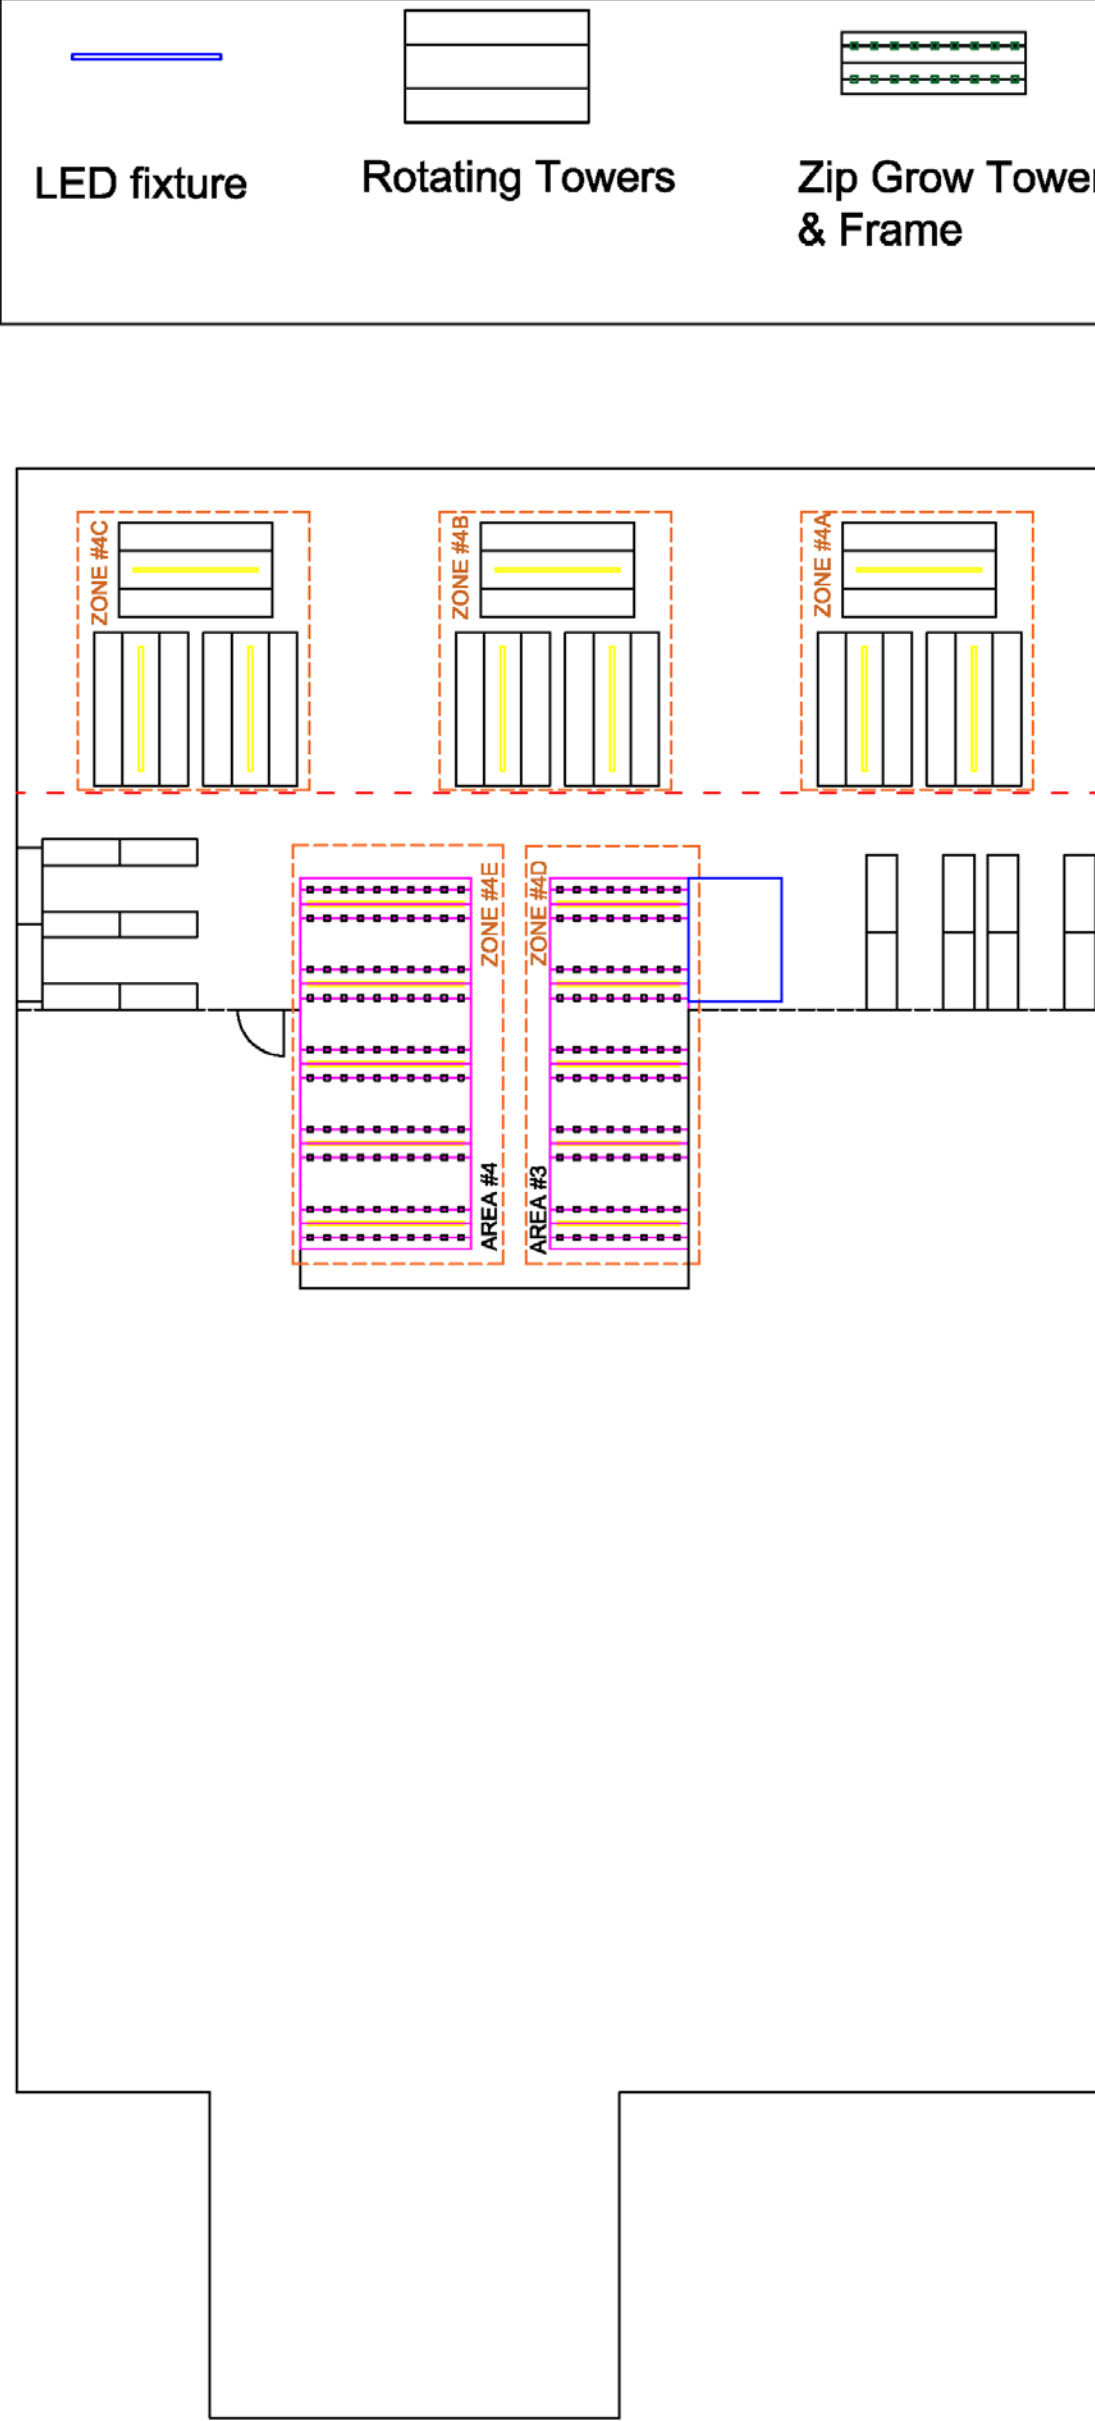 LED fixture
Rotating Towers
Zip Grow Tower
& Frame
ZONE #4C
ZONE #4B
ZONE #4A
ZONE #4E
ZONE #4D
AREA #4
AREA #3